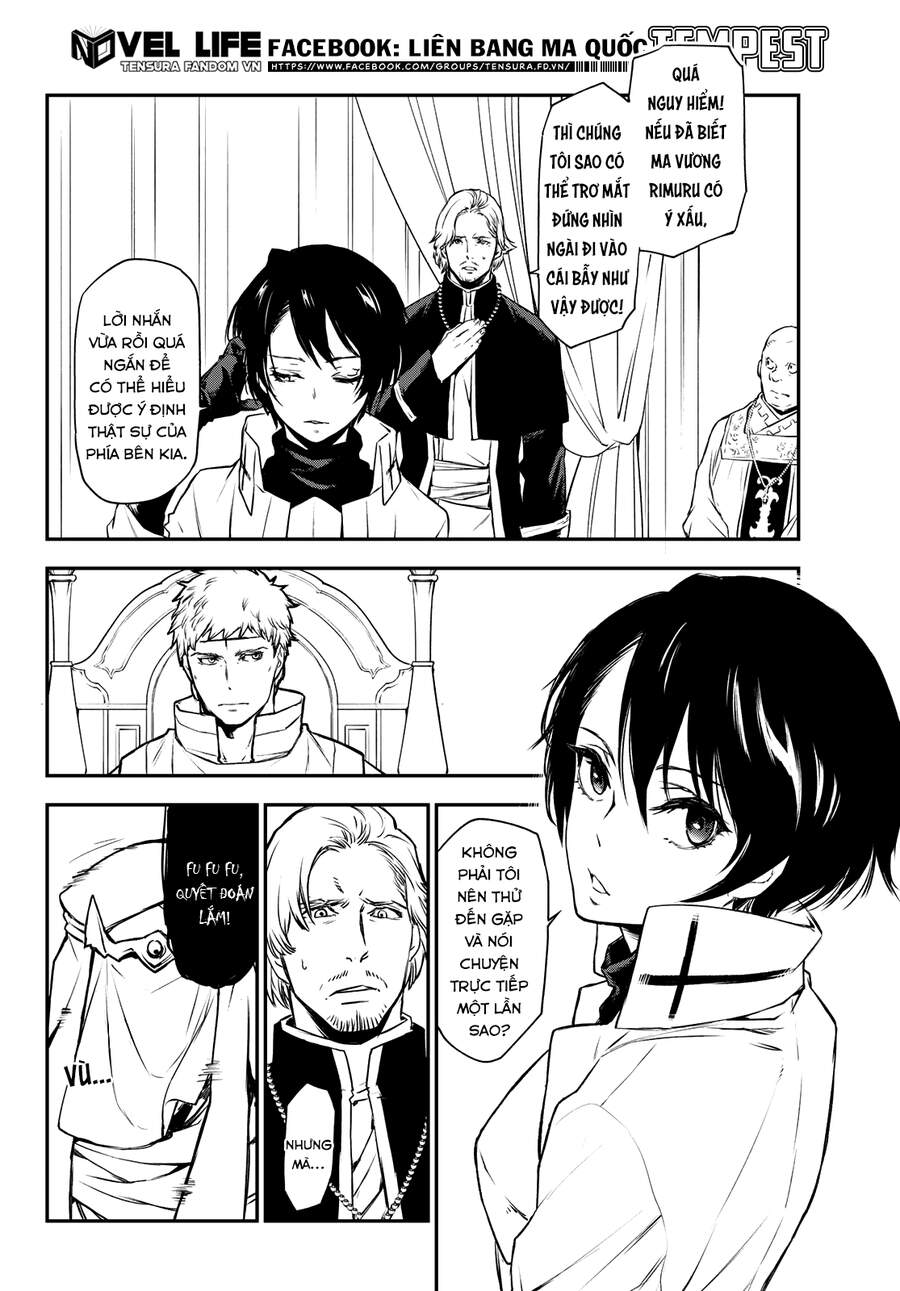 NOVEL LIFE
TENSURA FANDOM VN
FACEBOOK: LIÊN BANG MA QUỐC TEMPEST
HTTPS://WWW.FACEBOOK.COM/GROUPS/TENSURA.FD.VN/
QUÁ
NGUY HIỂM!
NẾU ĐÃ BIẾT
MA VƯƠNG
RIMURU CÓ
Ý XẤU,
THÌ CHÚNG
TÔI SAO CÓ
THỂ TRƠ MẮT
ĐỨNG NHÌN
NGÀI ĐI VÀO
CÁI BẪY NHƯ
VẬY ĐƯỢC!
LỜI NHẮN
VỪA RỒI QUÁ
NGẮN ĐỂ
CÓ THỂ HIỂU
ĐƯỢC Ý ĐỊNH
THẬT SỰ CỦA
PHÍA BÊN KIA.
KHÔNG
PHẢI TÔI
NÊN THỬ
ĐẾN GẶP
VÀ NÓI
CHUYỆN
TRỰC TIẾP
MỘT LẦN
SAO?
NHƯNG
MÀ...
FU FU FU,
QUYẾT ĐOÁN
LẮM!
VÙ...